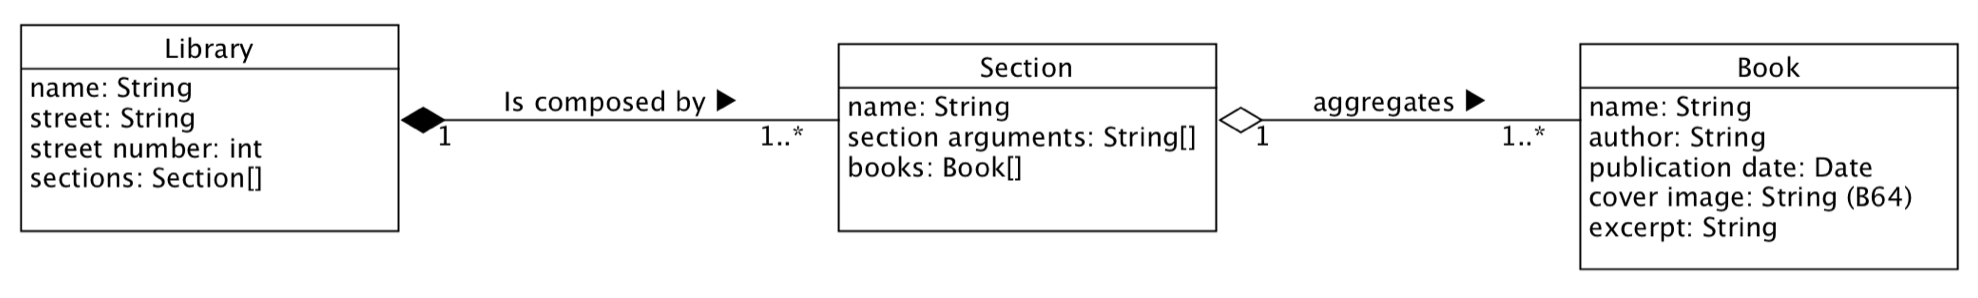 Library
name: String
street: String
street number: int
sections: Section[]
Is composed by ▶
1
1..*
Section
name: String
section arguments: String[]
books: Book[]
aggregates ▶
1
1..*
Book
name: String
author: String
publication date: Date
cover image: String (B64)
excerpt: String